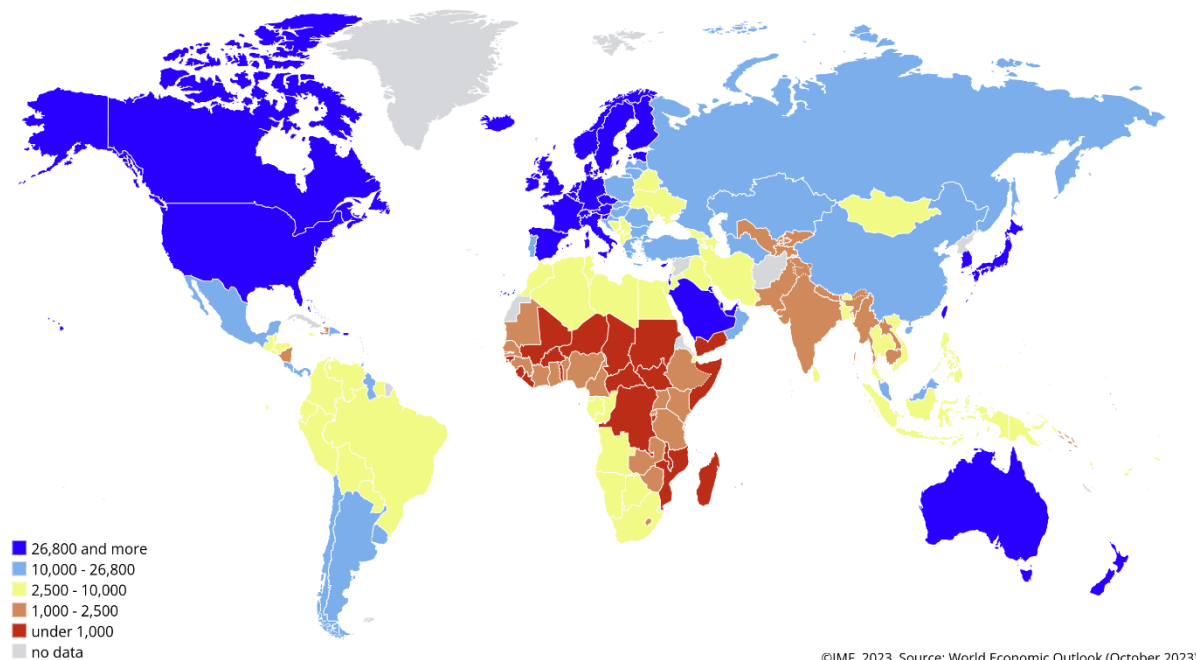 26,800 and more
10,000 - 26,800
2,500 - 10,000
1,000 - 2,500
under 1,000
no data
©IMF, 2023, Source: World Economic Outlook (October 2023)